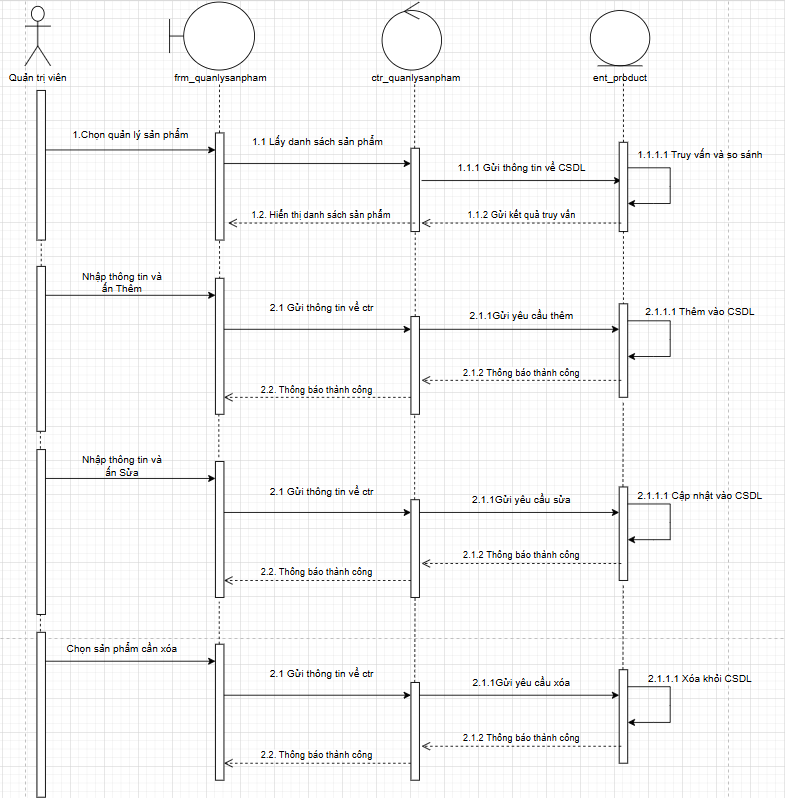 Quản trị viên
frm_quanlysanpham
ctr_quanlysanpham
ent_product
1.Chọn quản lý sản phẩm
1.1 Lấy danh sách sản phẩm
1.1.1 Gửi thông tin về CSDL
1.1.1.1 Truy vấn và so sánh
1.2. Hiển thị danh sách sản phẩm
1.1.2 Gửi kết quả truy vấn
Nhập thông tin và
ấn Thêm
2.1 Gửi thông tin về ctr
2.1.1Gửi yêu cầu thêm
2.1.1.1 Thêm vào CSDL
2.1.2 Thông báo thành công
2.2. Thông báo thành công
Nhập thông tin và
ấn Sửa
2.1 Gửi thông tin về ctr
2.1.1Gửi yêu cầu sửa
2.1.1.1 Cập nhật vào CSDL
2.1.2 Thông báo thành công
2.2. Thông báo thành công
Chọn sản phẩm cần xóa
2.1 Gửi thông tin về ctr
2.1.1Gửi yêu cầu xóa
2.1.1.1 Xóa khỏi CSDL
2.1.2 Thông báo thành công
2.2. Thông báo thành công